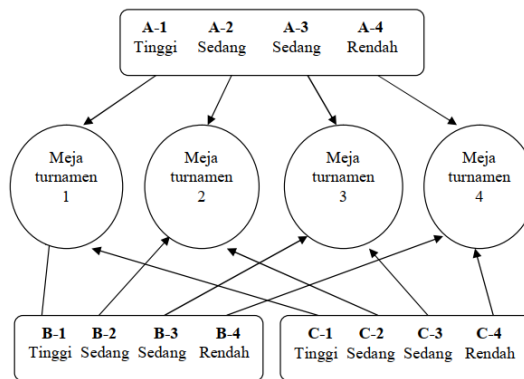 A-1 A-2 A-3 A-4
Tinggi Sedang Sedang Rendah
Meja
turnamen
1
Meja
turnamen
2
Meja
turnamen
3
Meja
turnamen
4
B-1 B-2 B-3 B-4
Tinggi Sedang Sedang Rendah
C-1 C-2 C-3 C-4
Tinggi Sedang Sedang Rendah